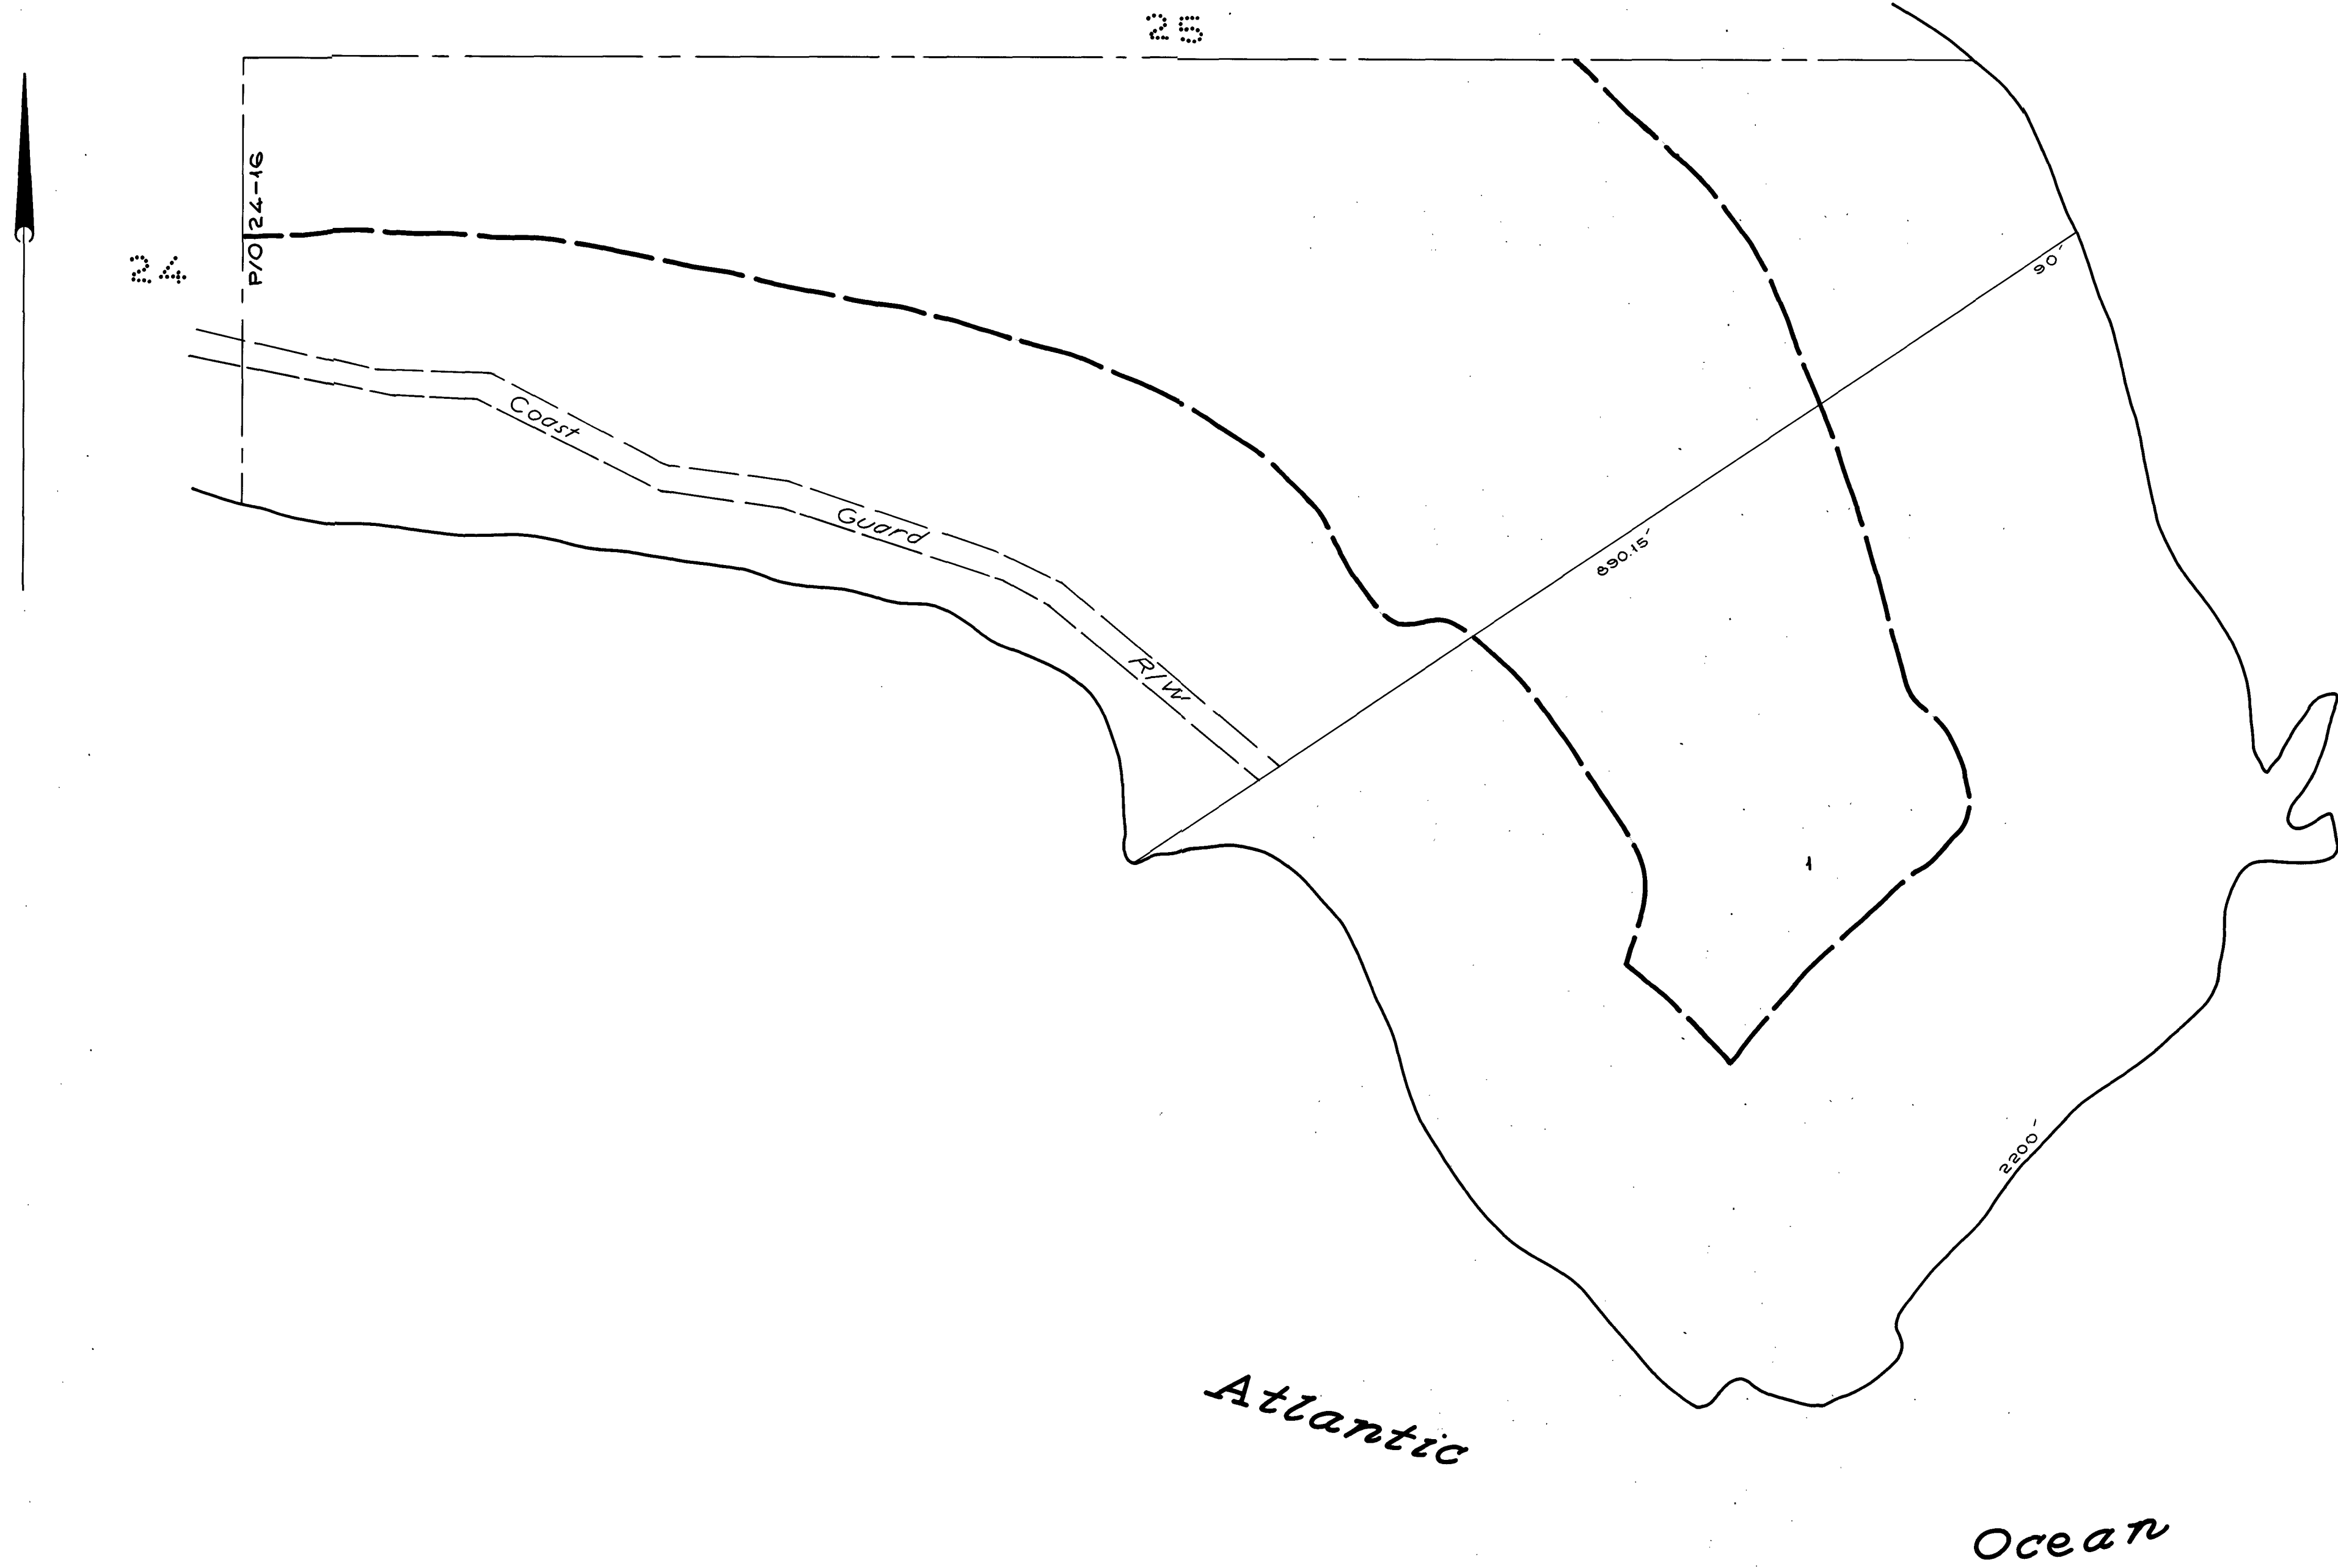 25
P/O 24-16
24
90'
Coast
Guard
R/W
890.15'
1
2200'
Atlantic
Ocean